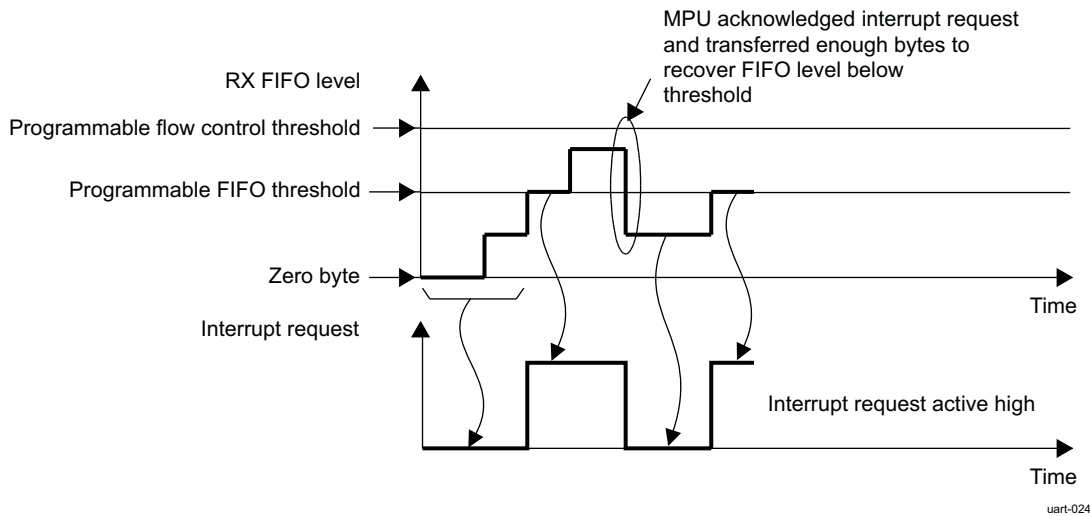 MPU acknowledged interrupt request
and transferred enough bytes to
recover FIFO level below
threshold
RX FIFO level
Programmable flow control threshold
Programmable FIFO threshold
Zero byte
Time
Interrupt request
Interrupt request active high
Time
uart-024